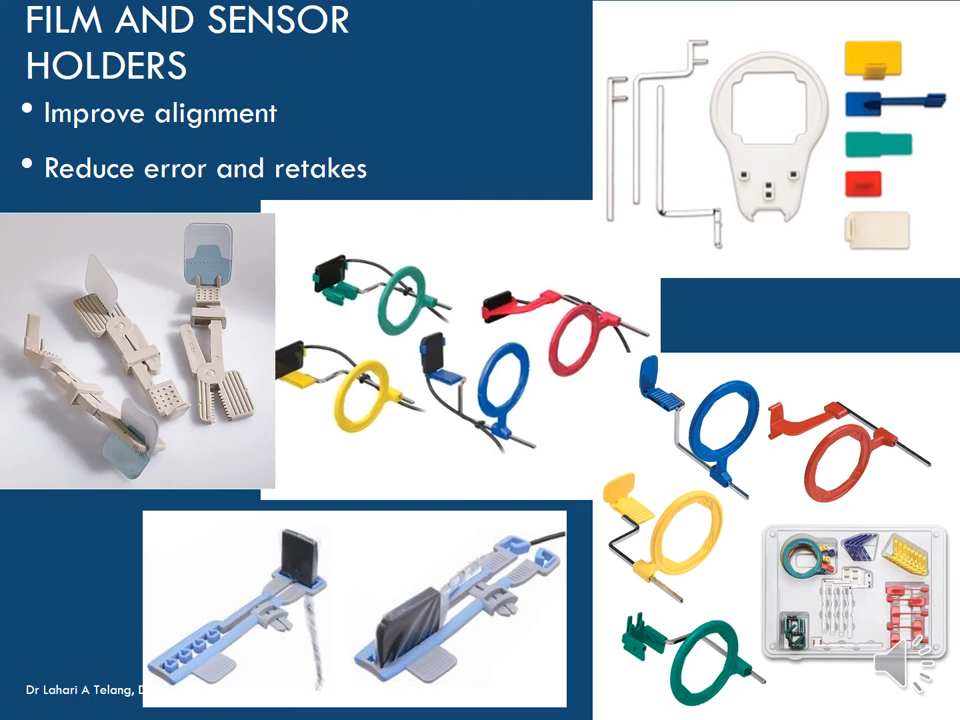 FILM AND SENSOR
HOLDERS
• Improve alignment
• Reduce error and retakes
Dr Lahari A Telang,